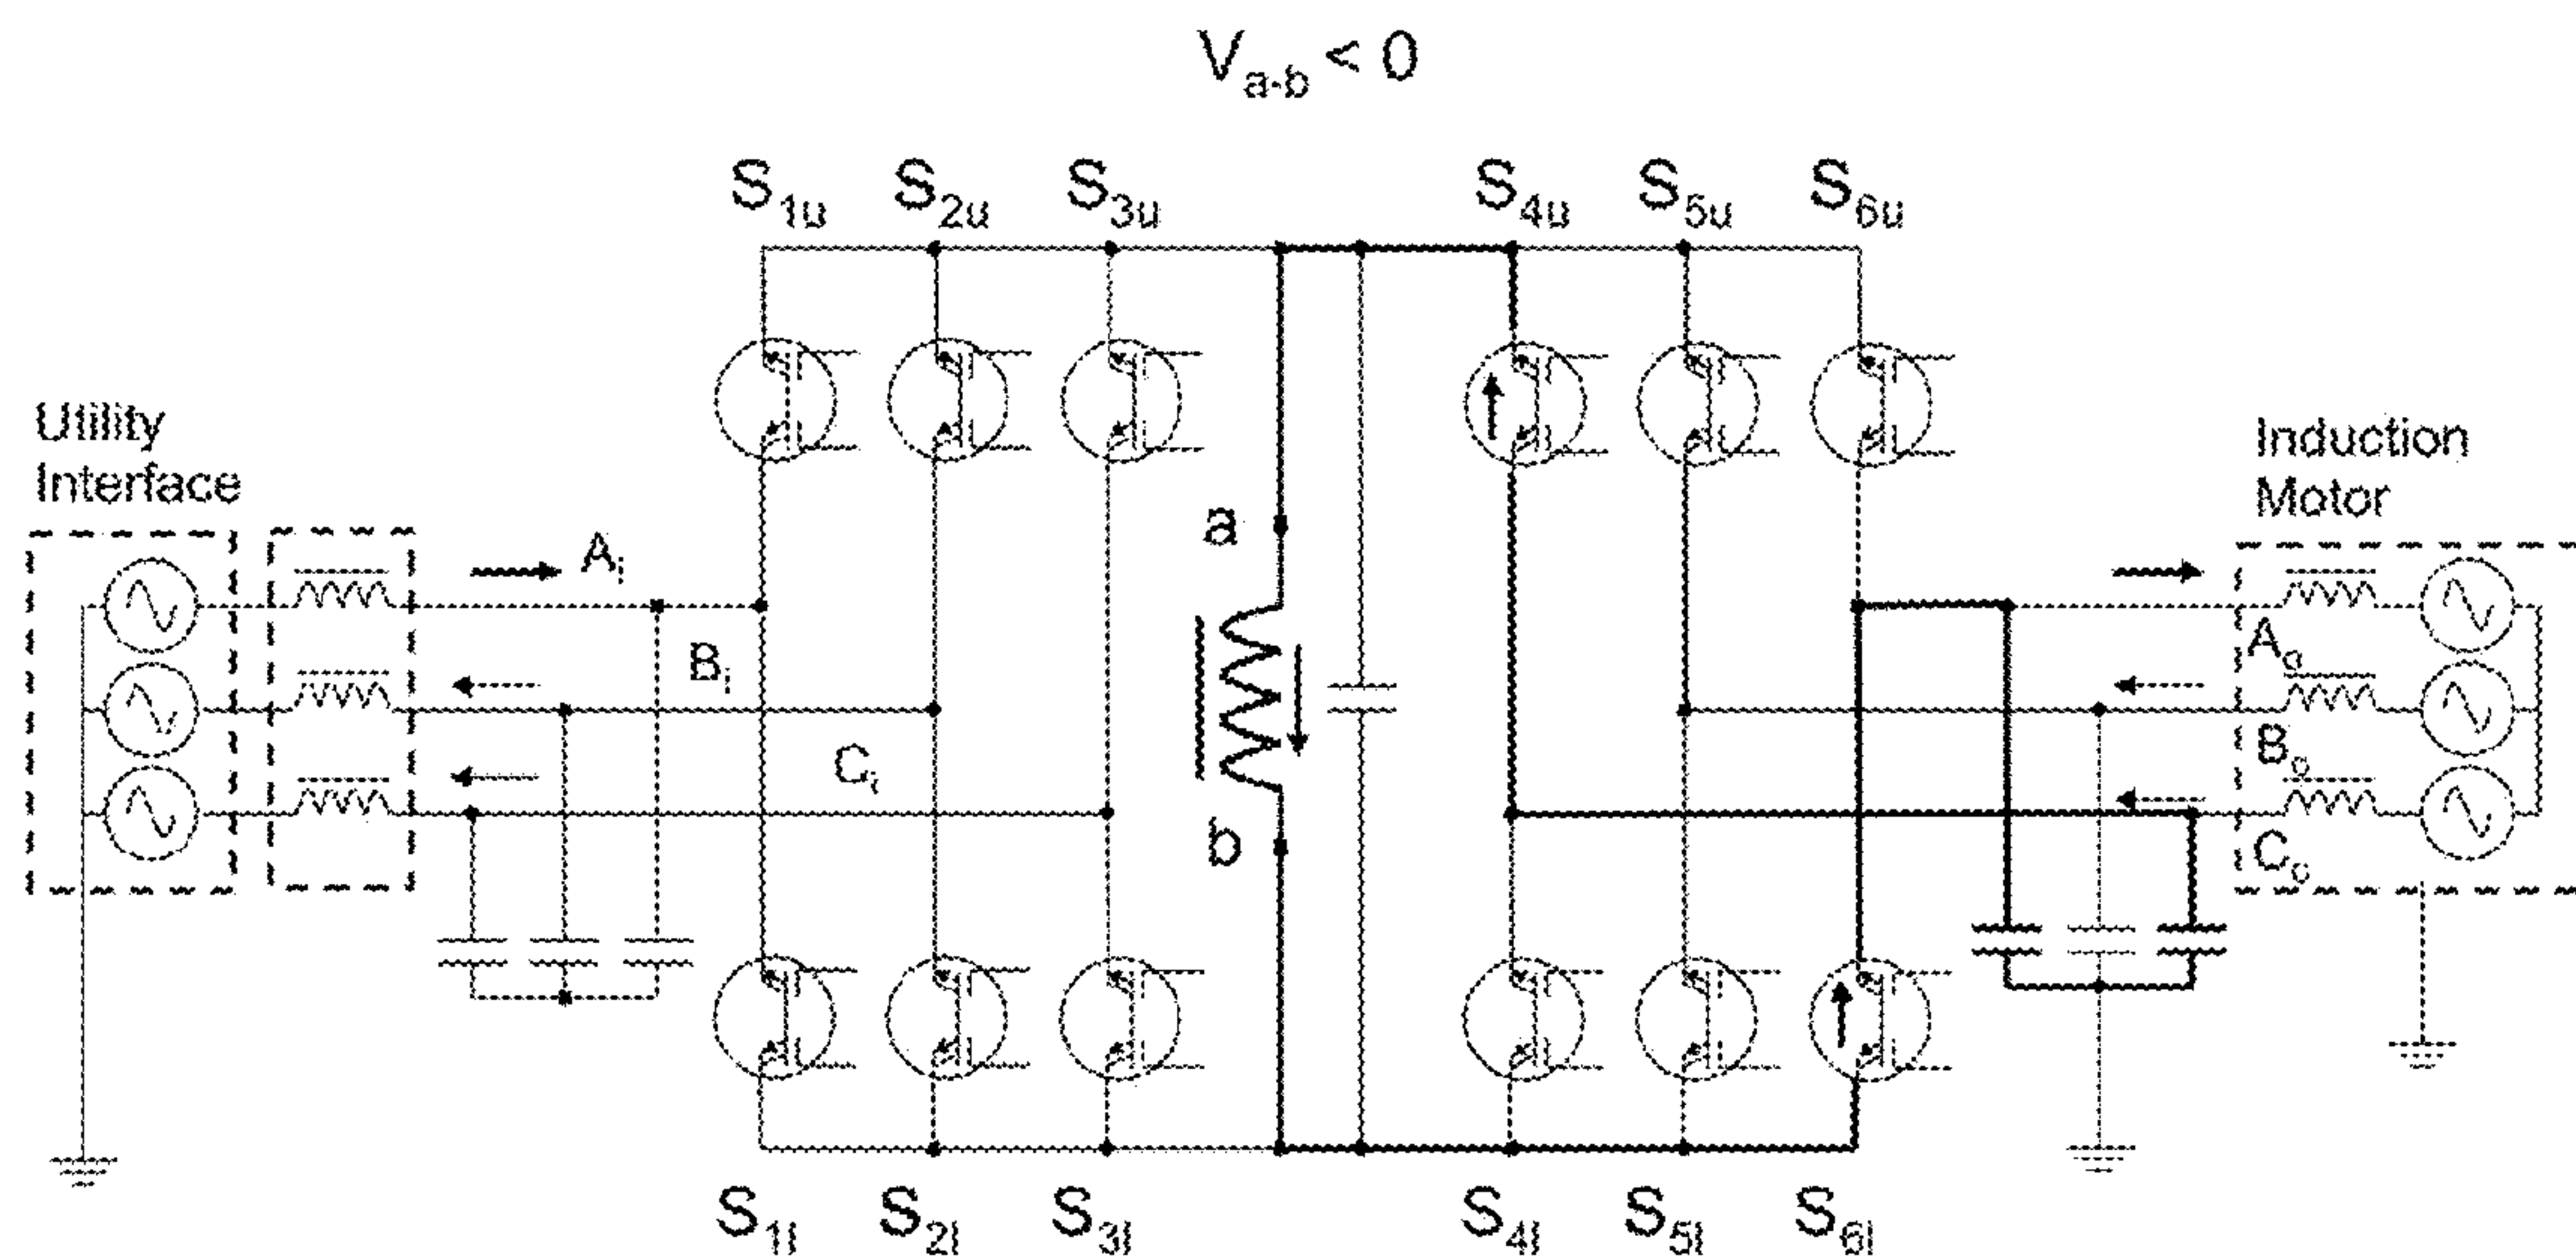 Va-b < 0
S1u S2u S3u S4u S5u S6u
Utility
Interface
Induction
Motor
Ai
Bi
Ci
a
b
Ao
Bo
Co
S1l S2l S3l S4l S5l S6l